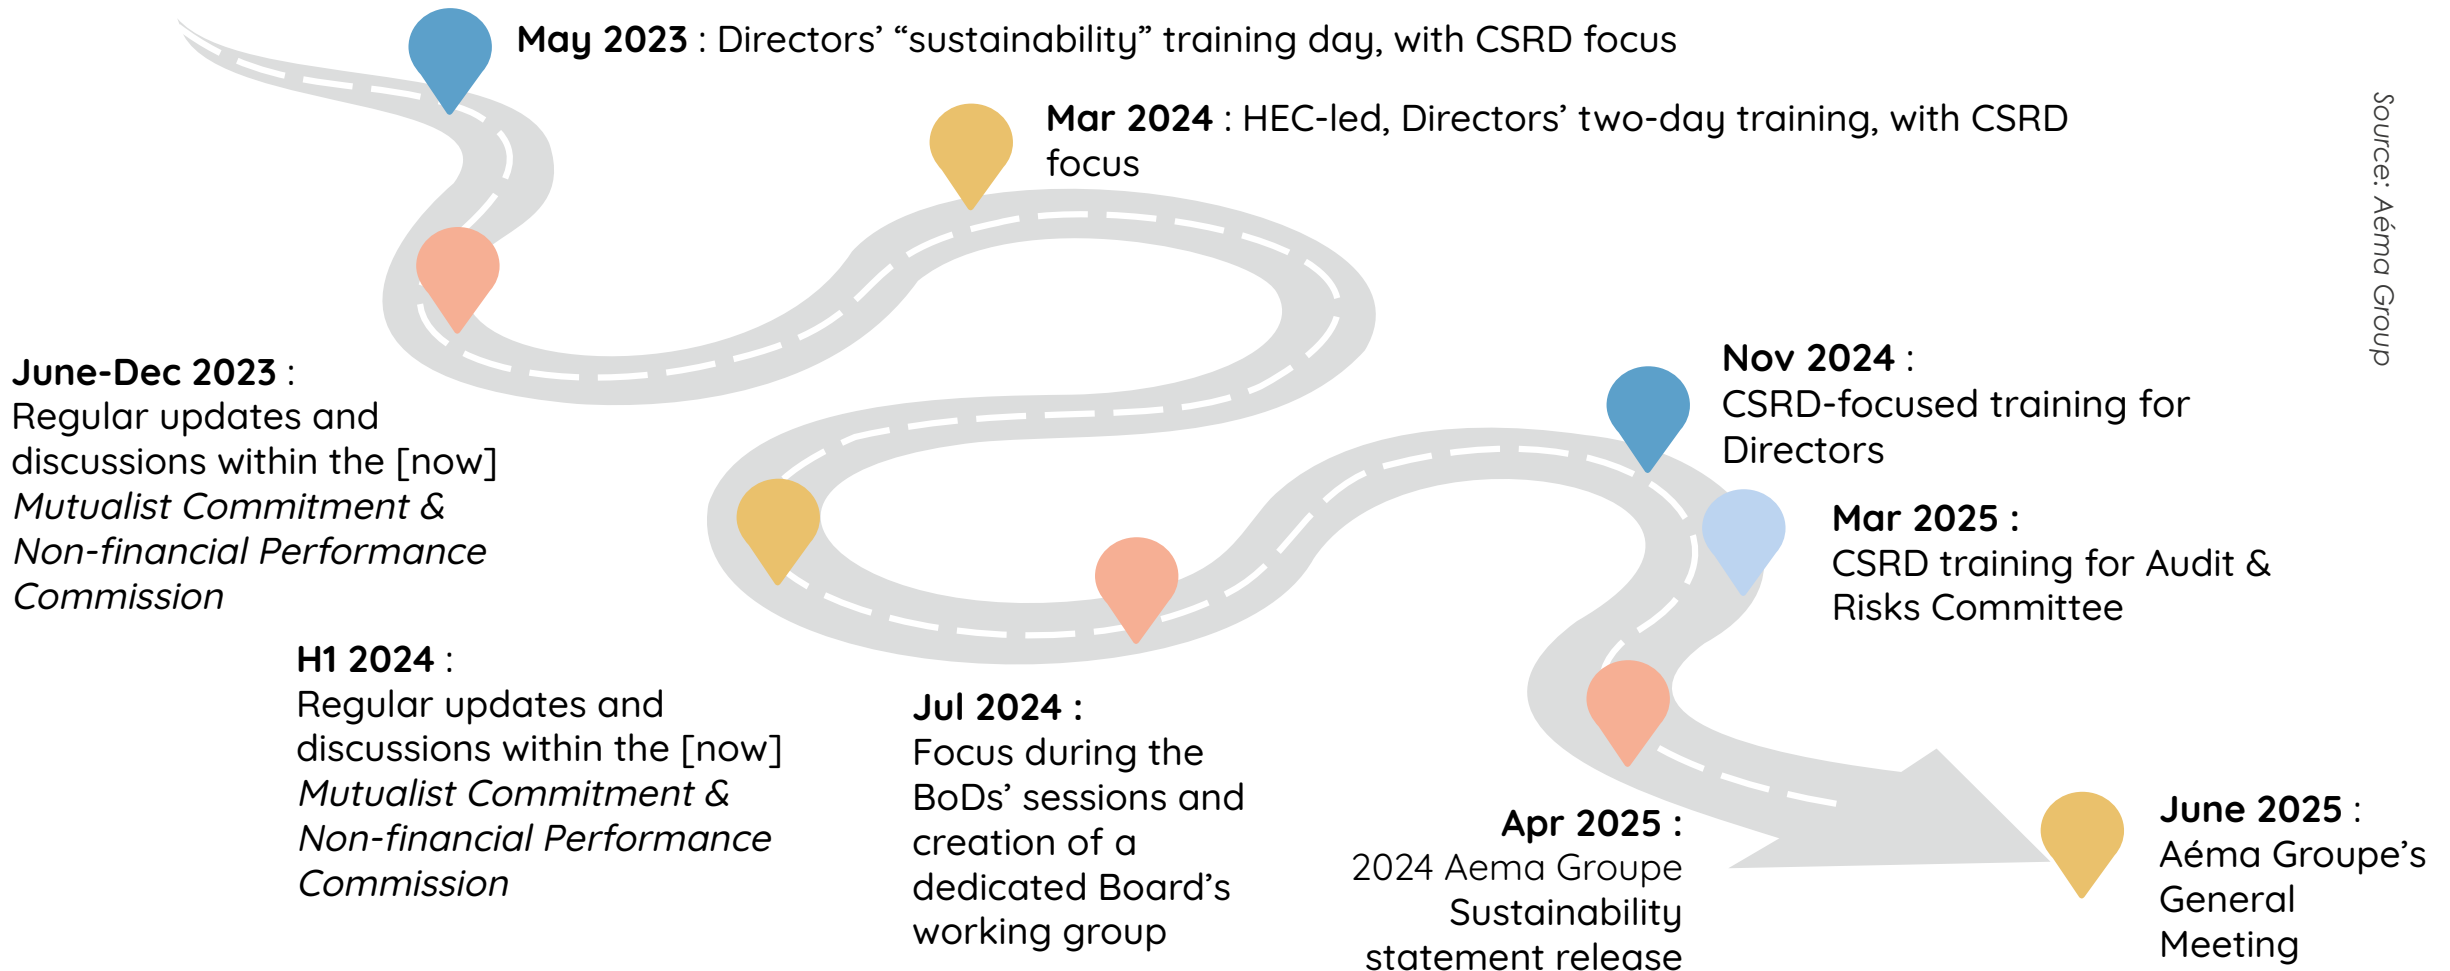 May 2023 : Directors’ “sustainability” training day, with CSRD focus
Mar 2024 : HEC-led, Directors’ two-day training, with CSRD
focus
Source: Aéma Group
June-Dec 2023 :
Regular updates and
discussions within the [now]
Mutualist Commitment &
Non-financial Performance
Commission
Nov 2024 :
CSRD-focused training for
Directors
Mar 2025 :
CSRD training for Audit &
Risks Committee
H1 2024 :
Regular updates and
discussions within the [now]
Mutualist Commitment &
Non-financial Performance
Commission
Jul 2024 :
Focus during the
BoDs’ sessions and
creation of a
dedicated Board’s
working group
Apr 2025 :
2024 Aema Groupe
Sustainability
statement release
June 2025 :
Aéma Groupe’s
General
Meeting